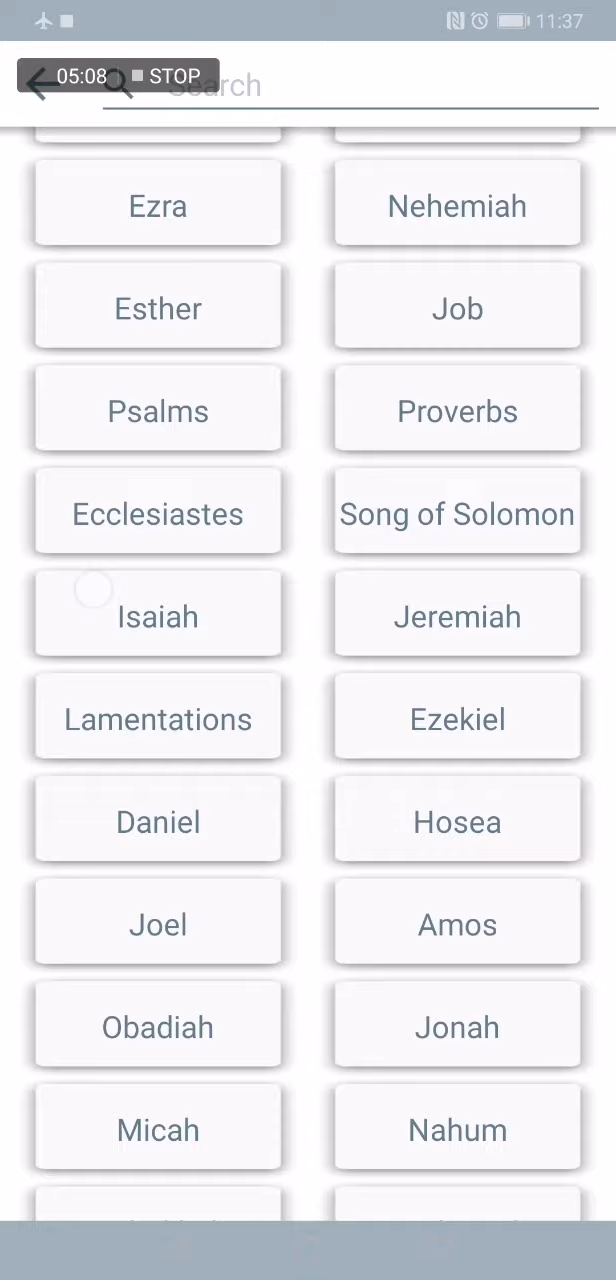 11:37
05:08 STOP
Search
Ezra Nehemiah
Esther Job
Psalms Proverbs
Ecclesiastes Song of Solomon
Isaiah Jeremiah
Lamentations Ezekiel
Daniel Hosea
Joel Amos
Obadiah Jonah
Micah Nahum